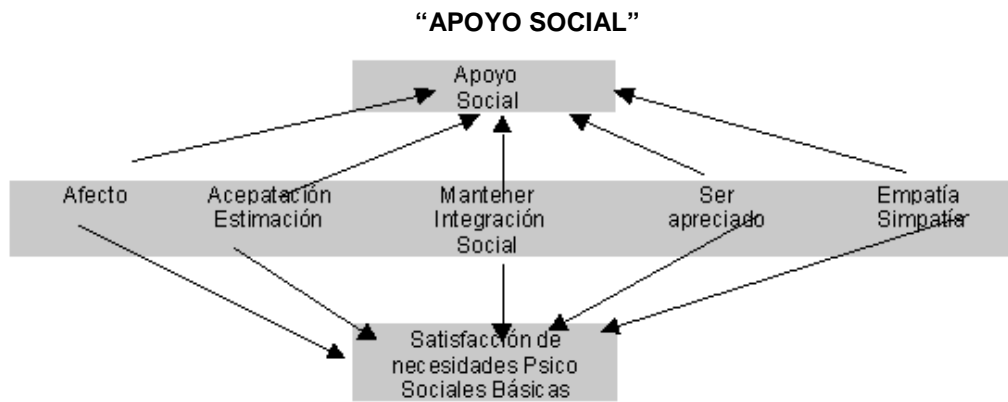 “APOYO SOCIAL”
Apoyo
Social
Afecto
Acepatación
Estimación
Mantener
Integración
Social
Ser
apreciado
Empatía
Simpatía
Satisfacción de
necesidades Psico
Sociales Básicas